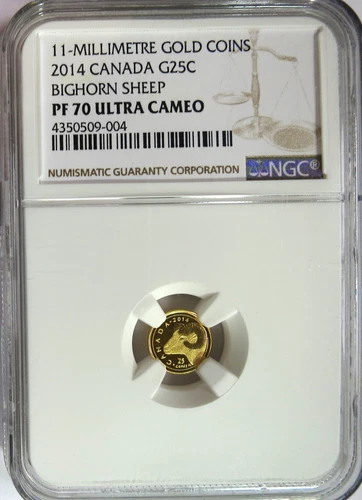 11-MILLIMETRE GOLD COINS
2014 CANADA G25C
BIGHORN SHEEP
PF 70 ULTRA CAMEO
4350509-004
NUMISMATIC GUARANTY CORPORATION
NGC®
CANADA·2014
25
CENTS